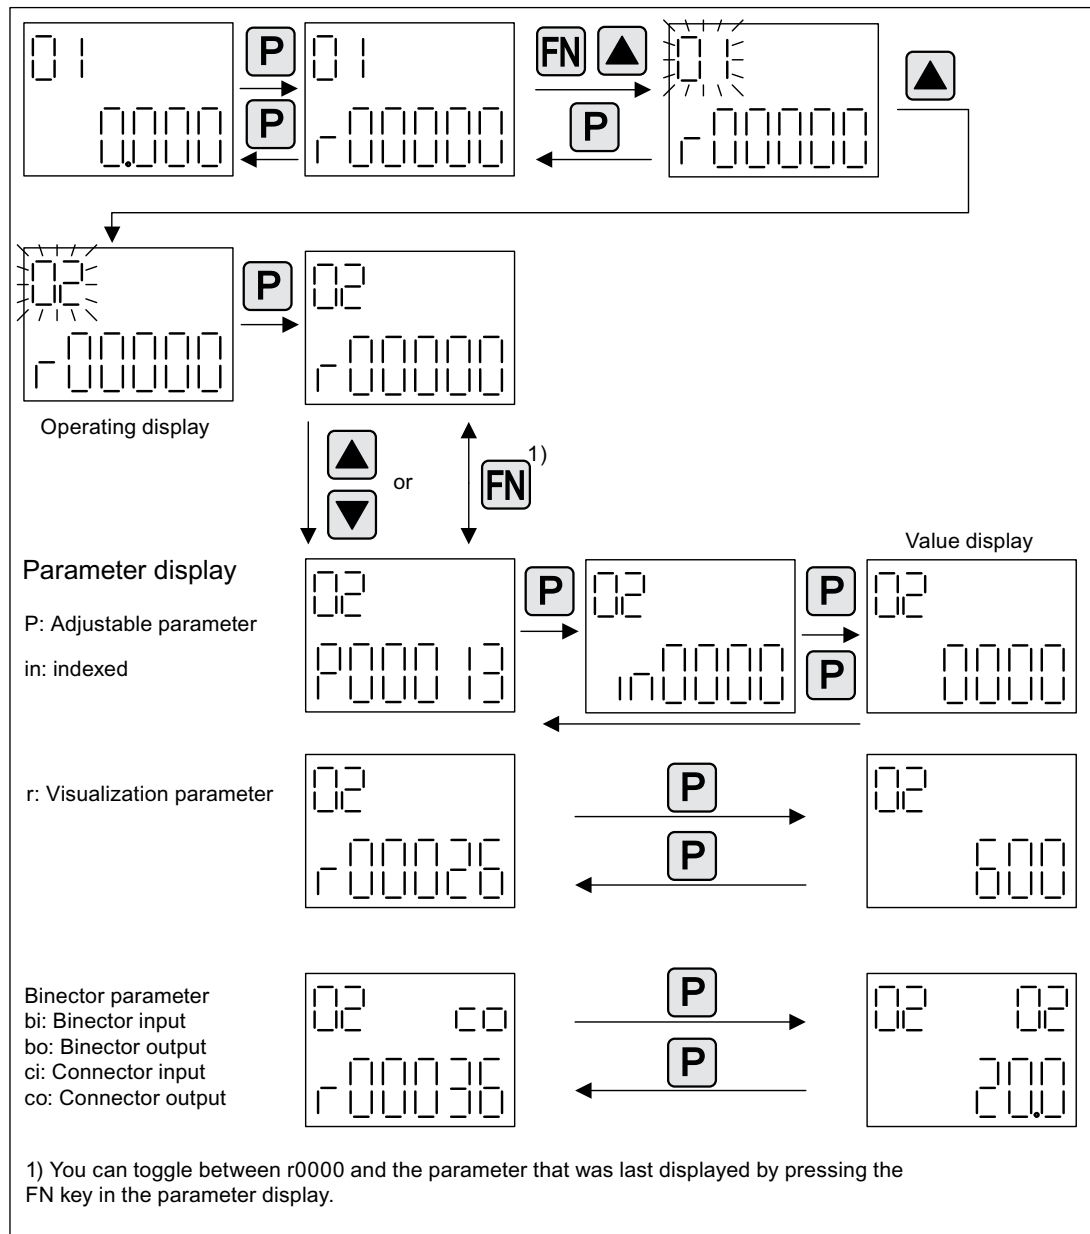 01 P 01 FN ▲ 01 ▲
0.000 P r00000 P r00000
02 P 02
r00000 r00000
Operating display
▲ or ▼ FN 1)
Value display
Parameter display
02 P 02 P 02
P: Adjustable parameter
P00013 in0000 P 0000
in: indexed
02 P 02
r: Visualization parameter
r00026 P 600
Binector parameter
02 co P 02 02
bi: Binector input
bo: Binector output
ci: Connector input
r00036 P 20.0
co: Connector output
1) You can toggle between r0000 and the parameter that was last displayed by pressing the
FN key in the parameter display.